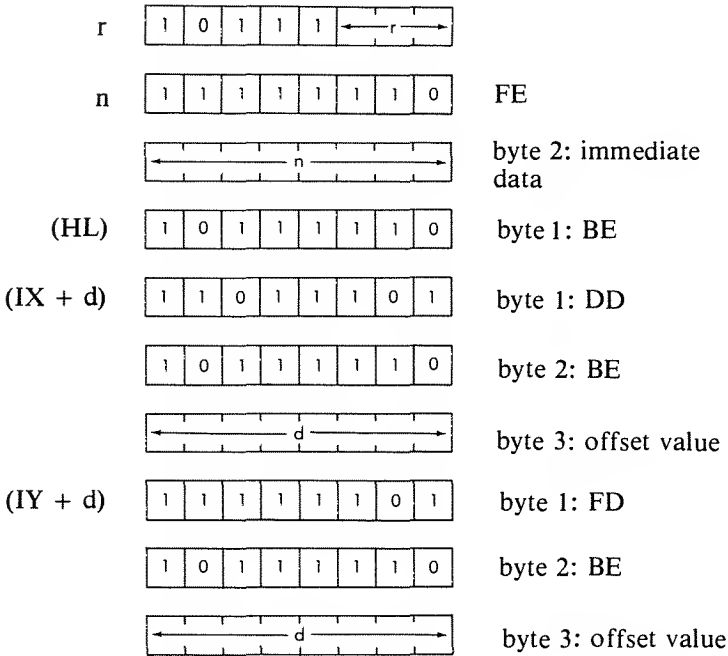 r 1 0 1 1 1 r
n 1 1 1 1 1 1 1 0 FE
n byte 2: immediate
data
(HL) 1 0 1 1 1 1 1 0 byte 1: BE
(IX + d) 1 1 0 1 1 1 0 1 byte 1: DD
1 0 1 1 1 1 1 0 byte 2: BE
d byte 3: offset value
(IY + d) 1 1 1 1 1 1 0 1 byte 1: FD
1 0 1 1 1 1 1 0 byte 2: BE
d byte 3: offset value